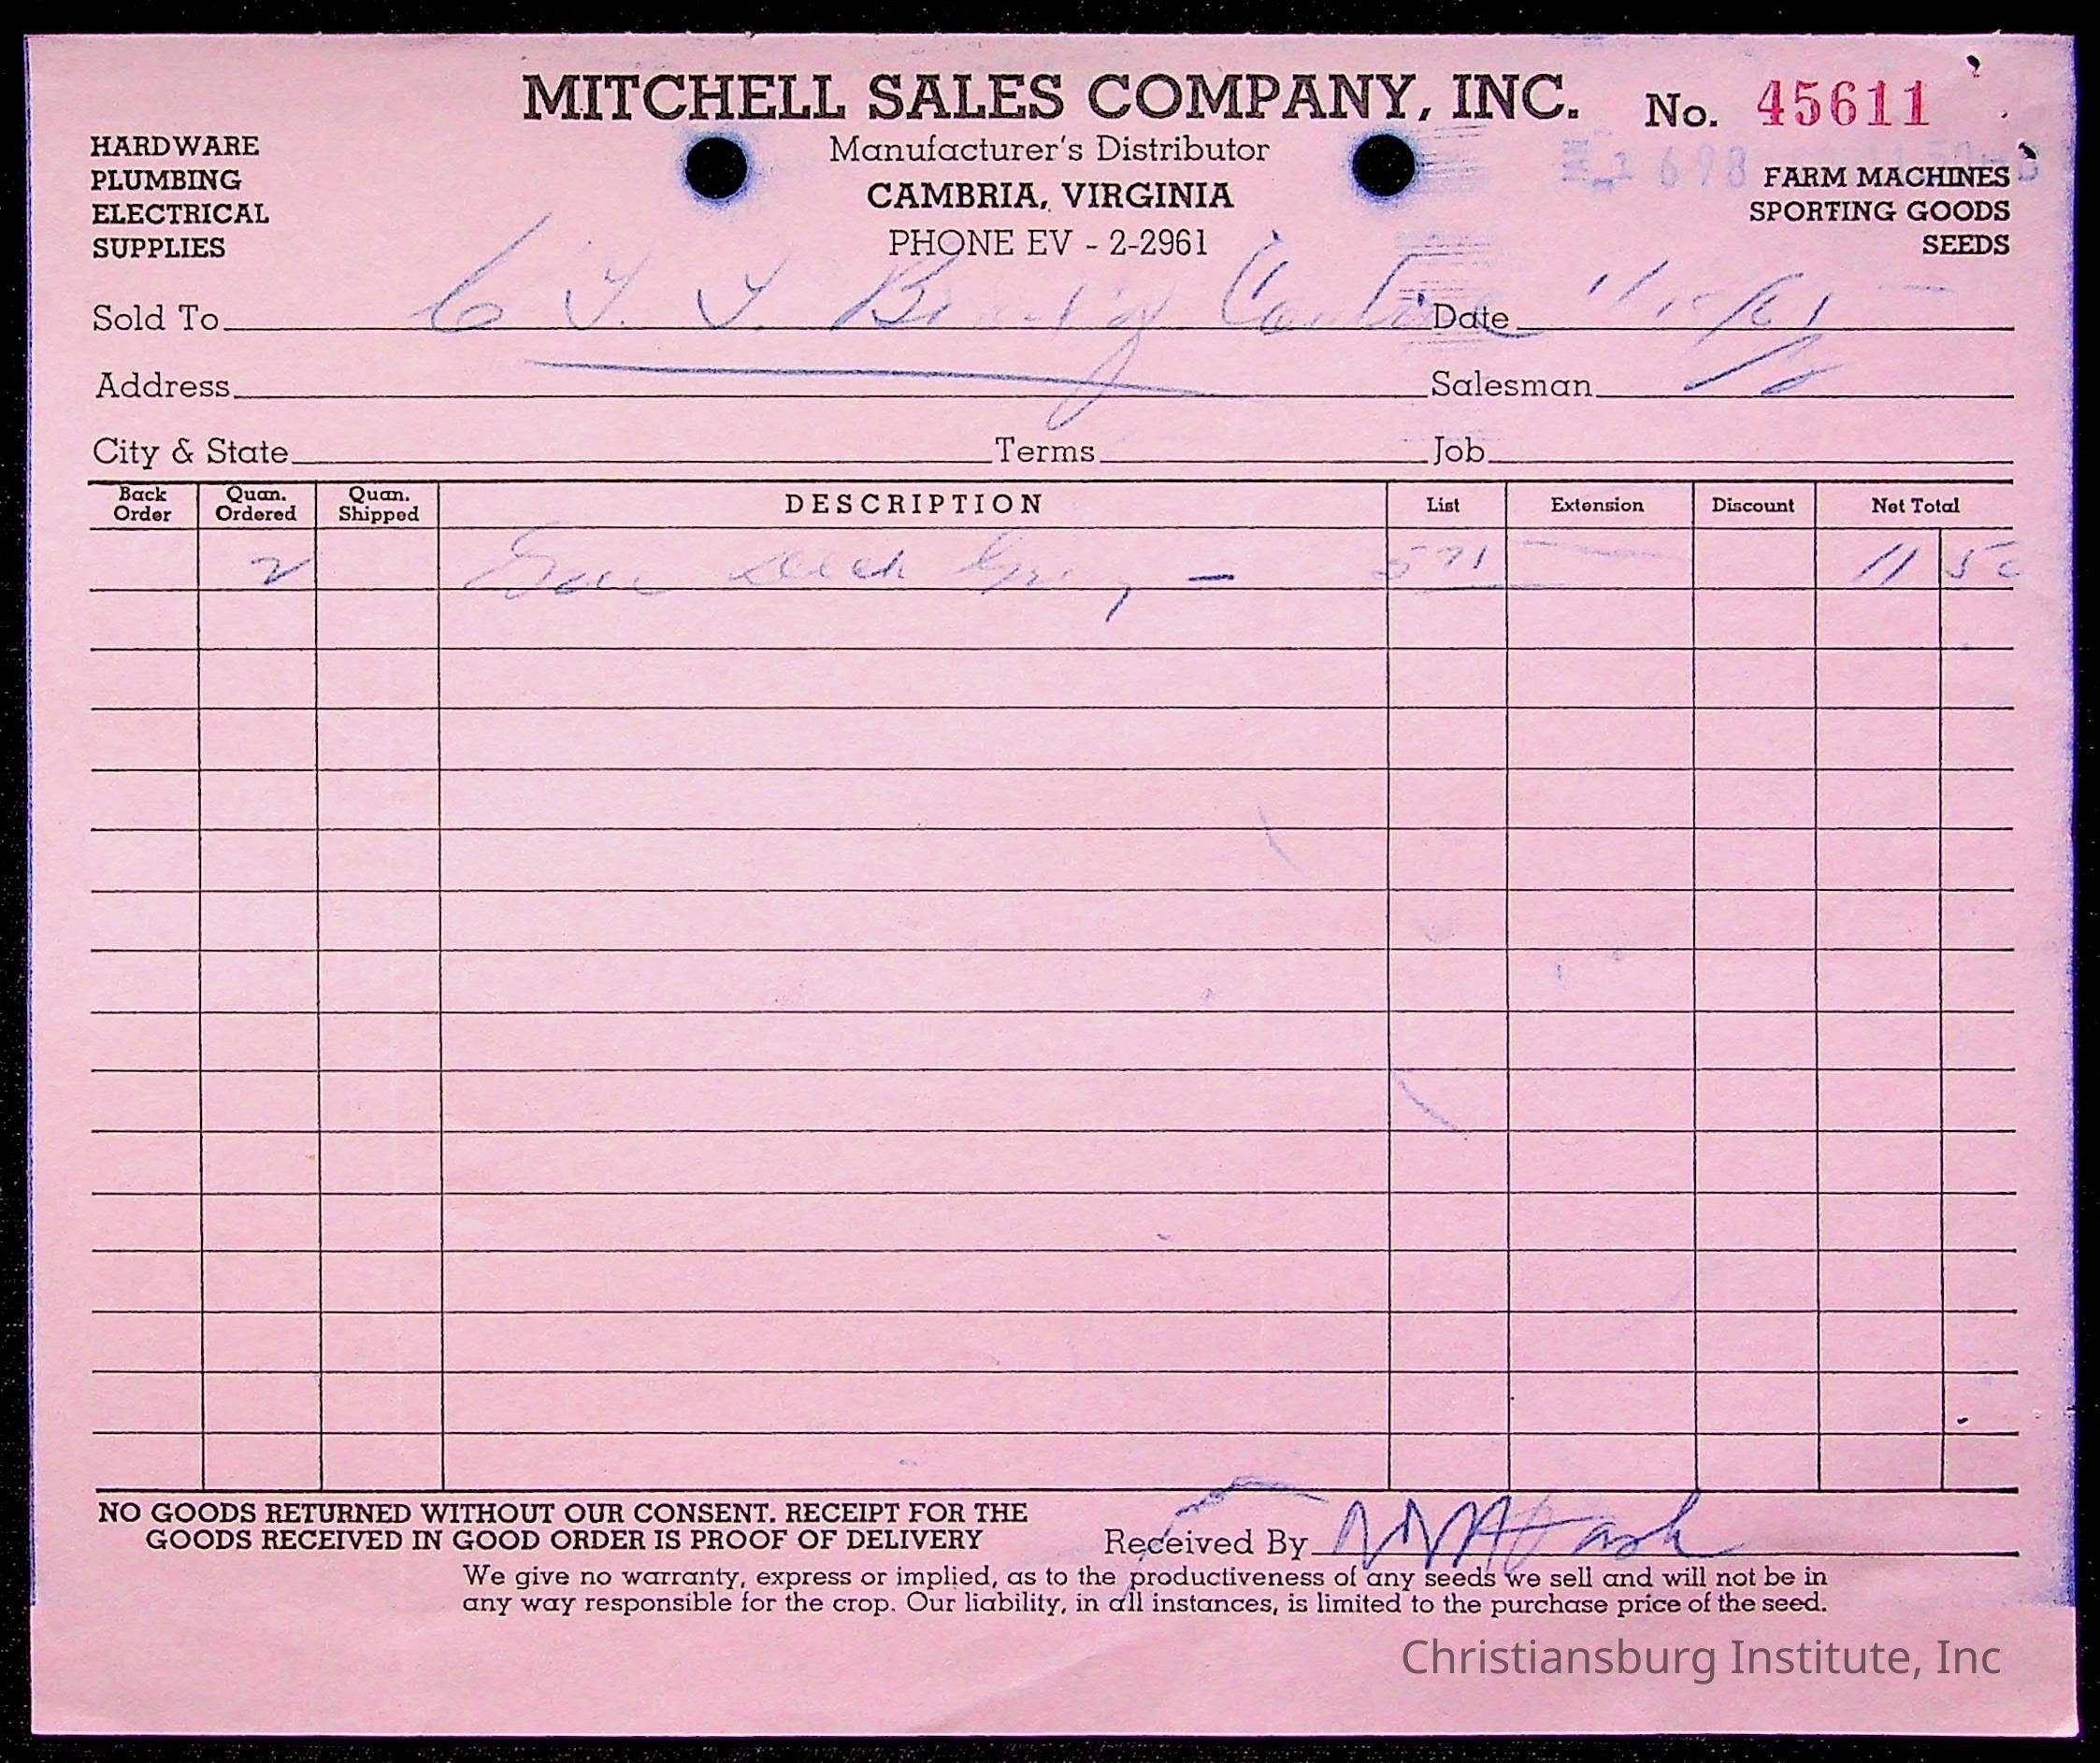 MITCHELL SALES COMPANY, INC.
No. 45611
Manufacturer's Distributor
CAMBRIA, VIRGINIA
PHONE EV - 2-2961
HARDWARE
PLUMBING
ELECTRICAL
SUPPLIES
FARM MACHINES
SPORTING GOODS
SEEDS
Sold To
Date
Address
Salesman
City & State Terms Job
Back Order Quan. Ordered Quan. Shipped DESCRIPTION List Extension Discount Net Total
2 Deck Gray - 11 50
NO GOODS RETURNED WITHOUT OUR CONSENT. RECEIPT FOR THE
GOODS RECEIVED IN GOOD ORDER IS PROOF OF DELIVERY
Received By
We give no warranty, express or implied, as to the productiveness of any seeds we sell and will not be in
any way responsible for the crop. Our liability, in all instances, is limited to the purchase price of the seed.
Christiansburg Institute, Inc